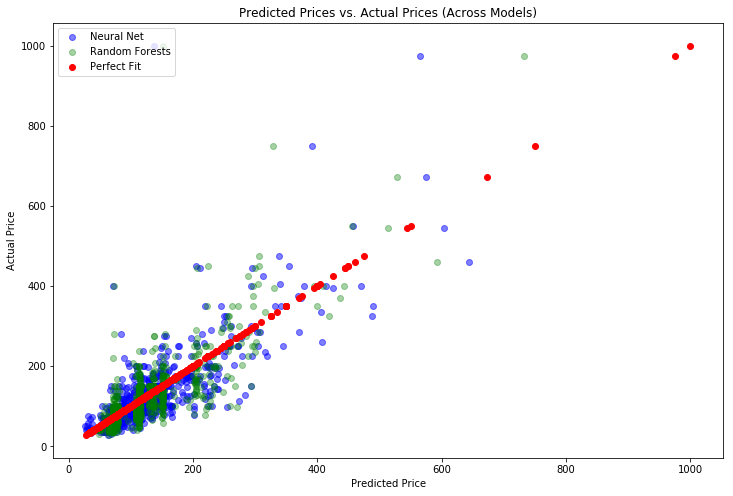 Predicted Prices vs. Actual Prices (Across Models)
Neural Net
Random Forests
Perfect Fit
1000
800
600
400
200
0
Actual Price
0 200 400 600 800 1000
Predicted Price